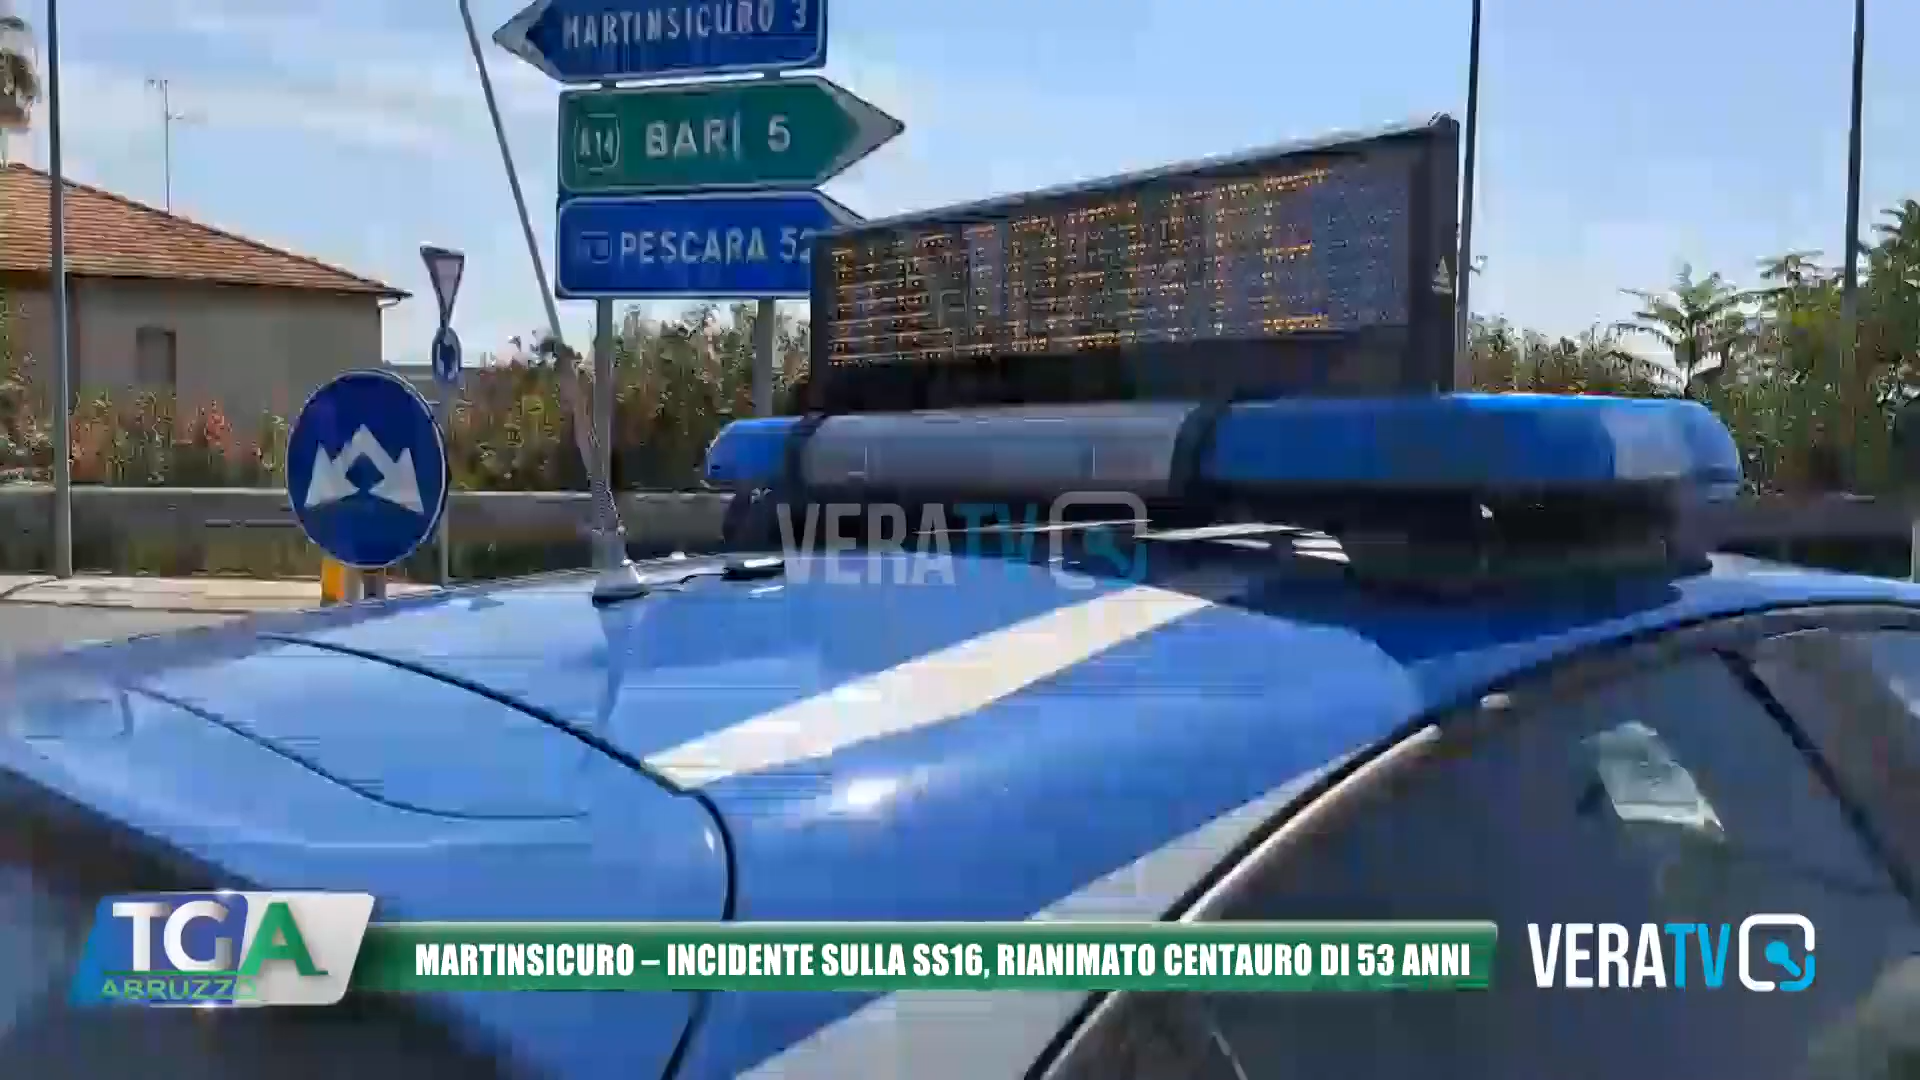 MARTINSICURO 3
A14 BARI 5
PESCARA 52
VERATV
TGA
ABRUZZO
MARTINSICURO – INCIDENTE SULLA SS16, RIANIMATO CENTAURO DI 53 ANNI
VERATV